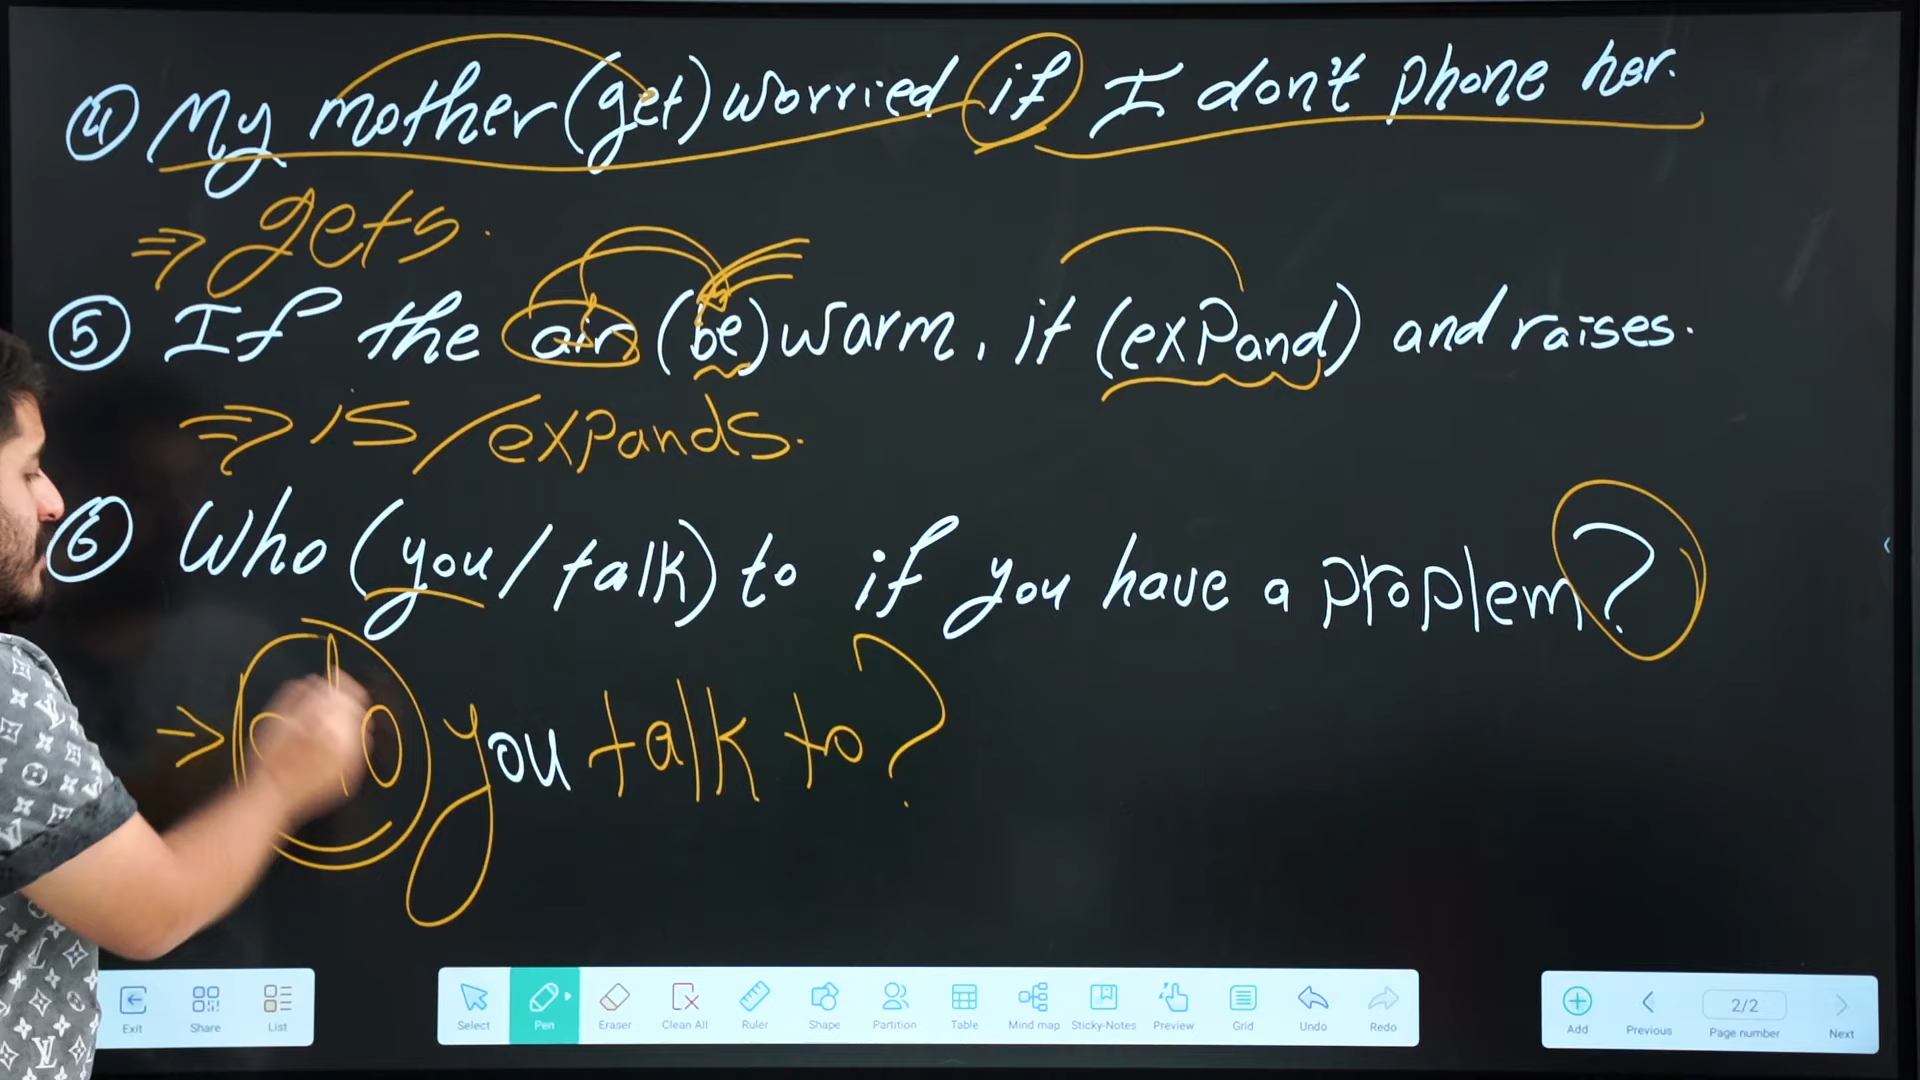 ④ My mother (get) worried if I don't phone her.
⇒ gets.
⑤ If the air (be) warm, it (expand) and raises.
⇒ is / expands.
⑥ Who (you / talk) to if you have a proplem?
⇒ do you talk to?
Exit Share List
Select Pen Eraser Clean All Ruler Shape Partition Table Mind map Sticky-Notes Preview Grid Undo Redo
Add Previous 2/2 Page number Next